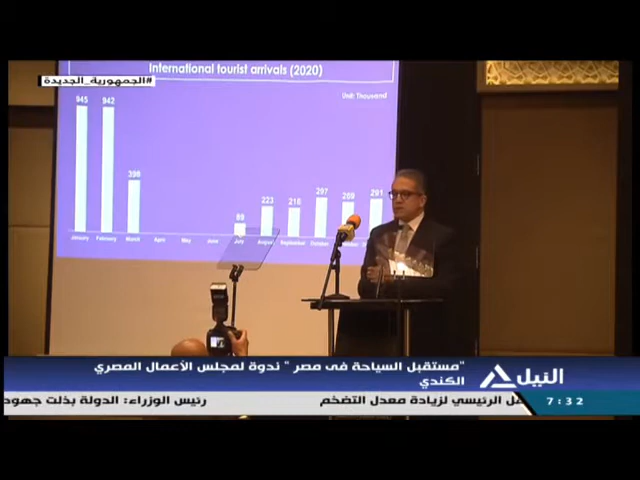 International tourist arrivals (2020)
#الجمهورية_الجديدة
Unit: Thousand
945
942
398
89
223
216
297
269
291
January
February
March
April
May
June
July
August
September
October
"مستقبل السياحة فى مصر " ندوة لمجلس الأعمال المصري
الكندي
النيل
رئيس الوزراء: الدولة بذلت جهود
الرئيسي لزيادة معدل التضخم
7:32